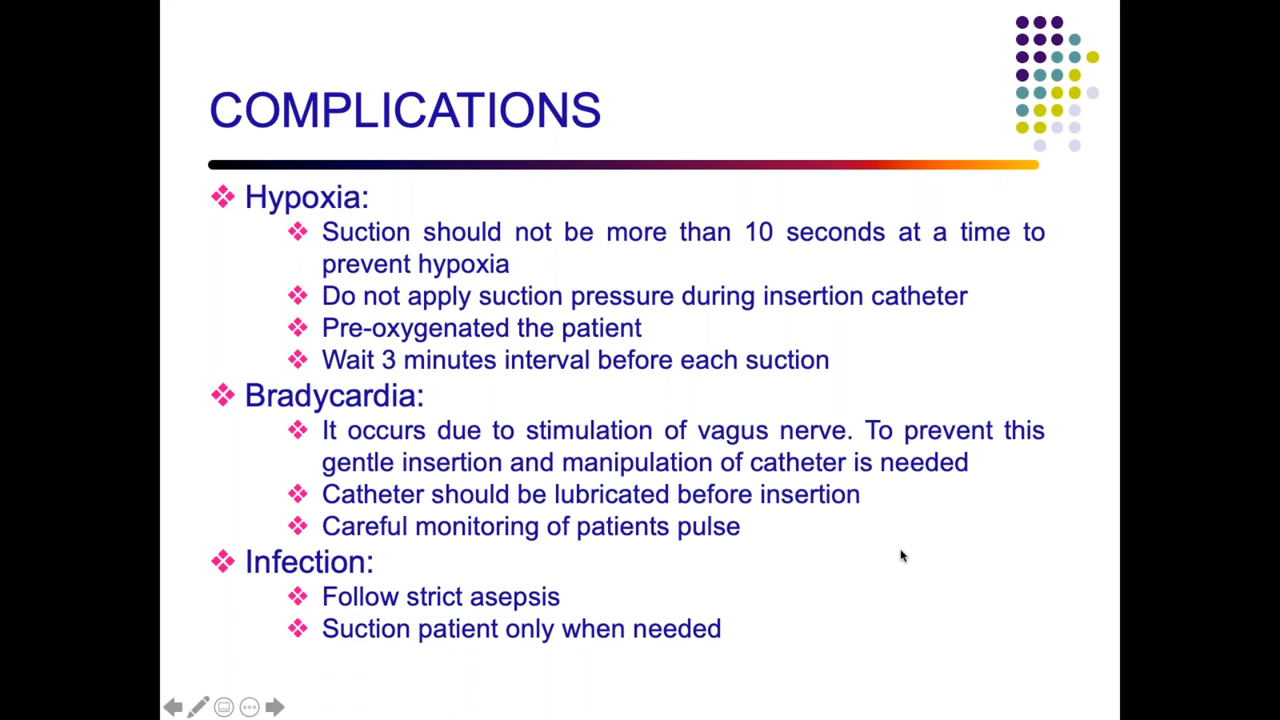 COMPLICATIONS
Hypoxia:
Suction should not be more than 10 seconds at a time to
prevent hypoxia
Do not apply suction pressure during insertion catheter
Pre-oxygenated the patient
Wait 3 minutes interval before each suction
Bradycardia:
It occurs due to stimulation of vagus nerve. To prevent this
gentle insertion and manipulation of catheter is needed
Catheter should be lubricated before insertion
Careful monitoring of patients pulse
Infection:
Follow strict asepsis
Suction patient only when needed